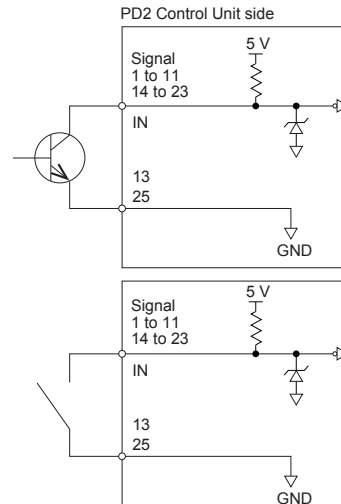 PD2 Control Unit side
5 V
Signal
1 to 11
14 to 23
IN
13
25
GND
5 V
Signal
1 to 11
14 to 23
IN
13
25
GND